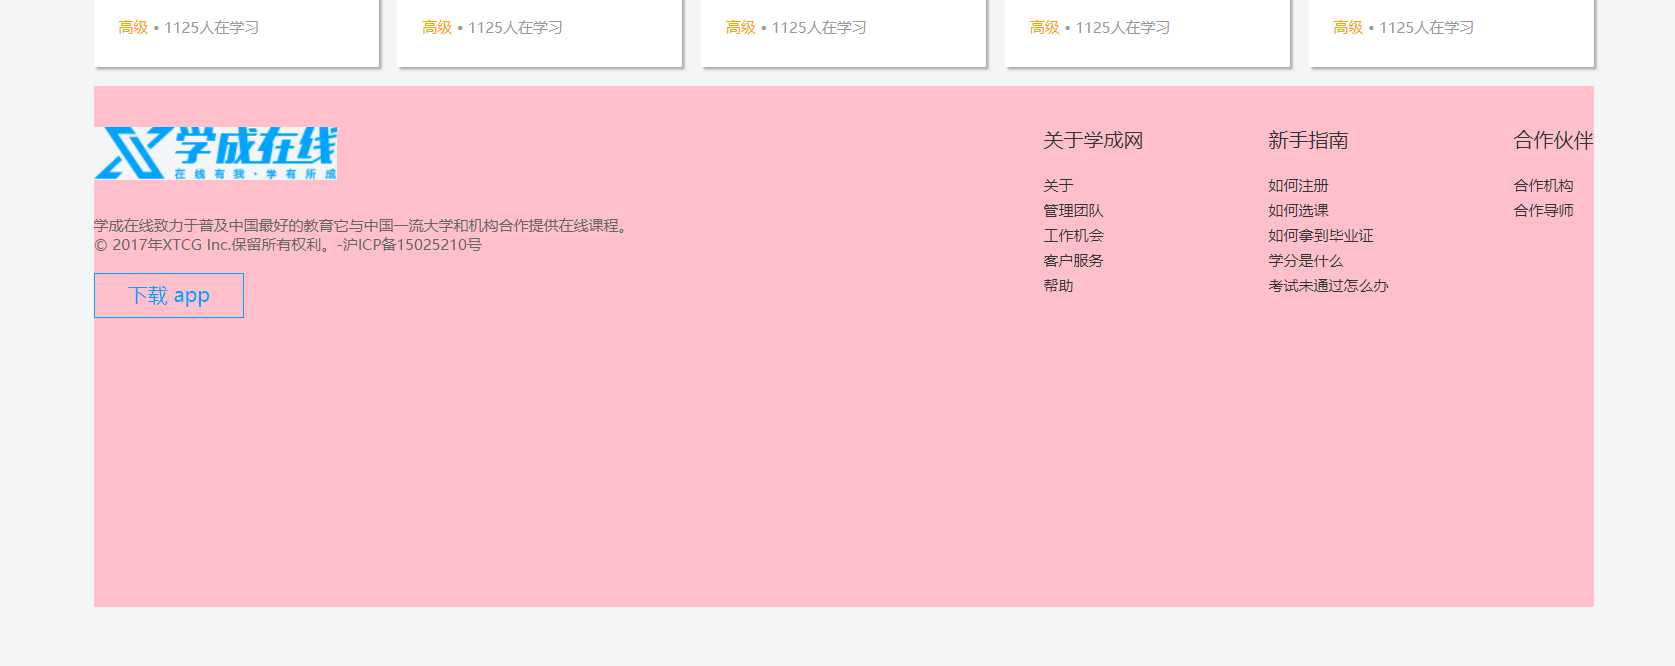 高级 • 1125人在学习
高级 • 1125人在学习
高级 • 1125人在学习
高级 • 1125人在学习
高级 • 1125人在学习
学成在线
在线有我·学有所成
学成在线致力于普及中国最好的教育它与中国一流大学和机构合作提供在线课程。
© 2017年XTCG Inc.保留所有权利。-沪ICP备15025210号
下载 app
关于学成网
关于
管理团队
工作机会
客户服务
帮助
新手指南
如何注册
如何选课
如何拿到毕业证
学分是什么
考试未通过怎么办
合作伙伴
合作机构
合作导师